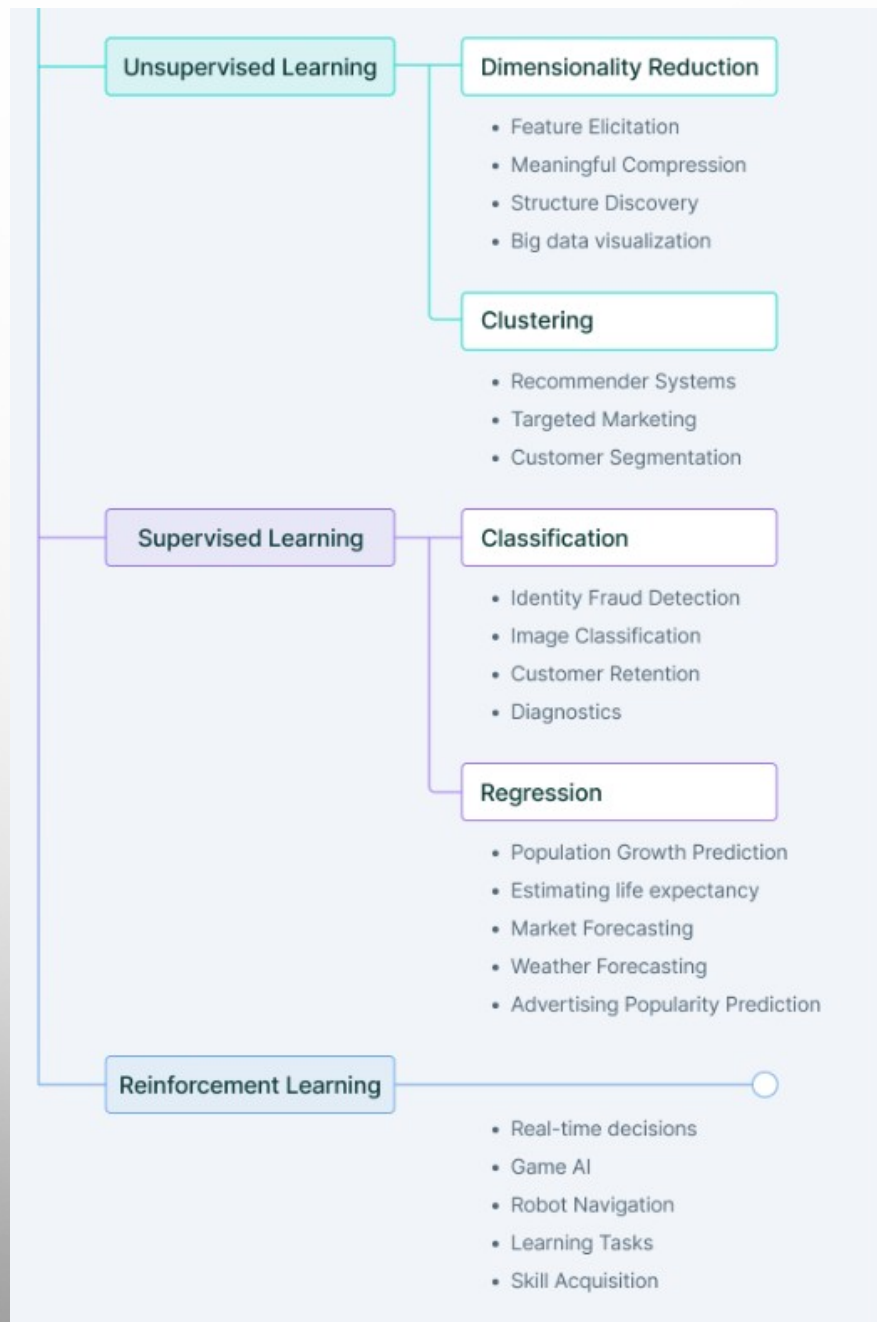 Unsupervised Learning
Dimensionality Reduction
• Feature Elicitation
• Meaningful Compression
• Structure Discovery
• Big data visualization
Clustering
• Recommender Systems
• Targeted Marketing
• Customer Segmentation
Supervised Learning
Classification
• Identity Fraud Detection
• Image Classification
• Customer Retention
• Diagnostics
Regression
• Population Growth Prediction
• Estimating life expectancy
• Market Forecasting
• Weather Forecasting
• Advertising Popularity Prediction
Reinforcement Learning
• Real-time decisions
• Game AI
• Robot Navigation
• Learning Tasks
• Skill Acquisition